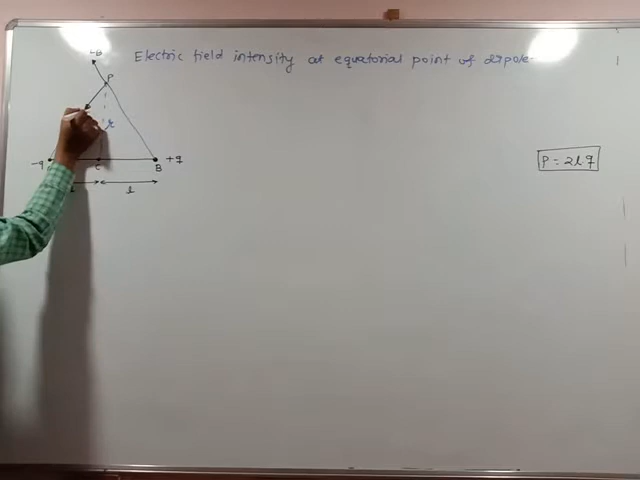 Electric field intensity at equatorial point of dipole-
P
r
-q
C
B
+q
l
l
P = 2lq